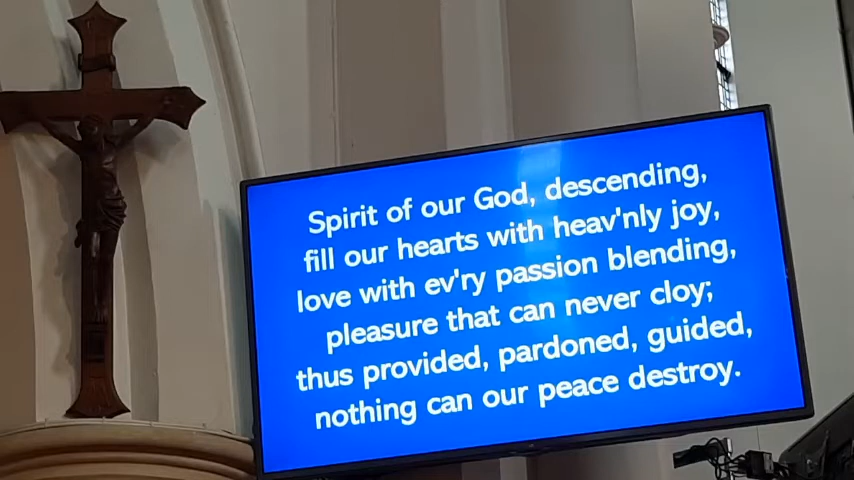 Spirit of our God, descending,
fill our hearts with heav'nly joy,
love with ev'ry passion blending,
pleasure that can never cloy;
thus provided, pardoned, guided,
nothing can our peace destroy.